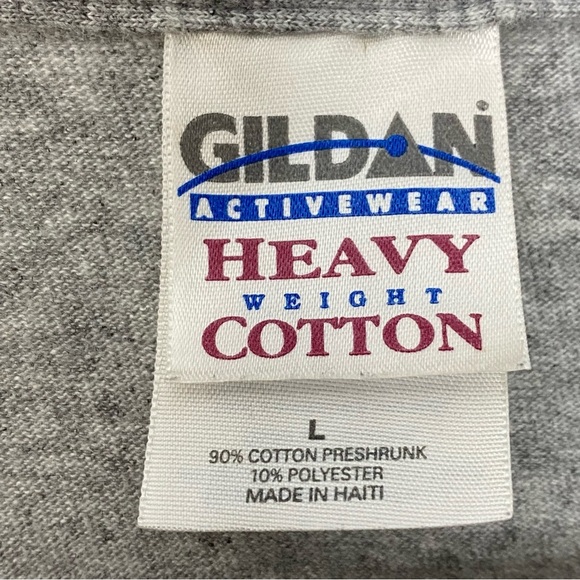 GILDAN®
ACTIVEWEAR
HEAVY
WEIGHT
COTTON
L
90% COTTON PRESHRUNK
10% POLYESTER
MADE IN HAITI